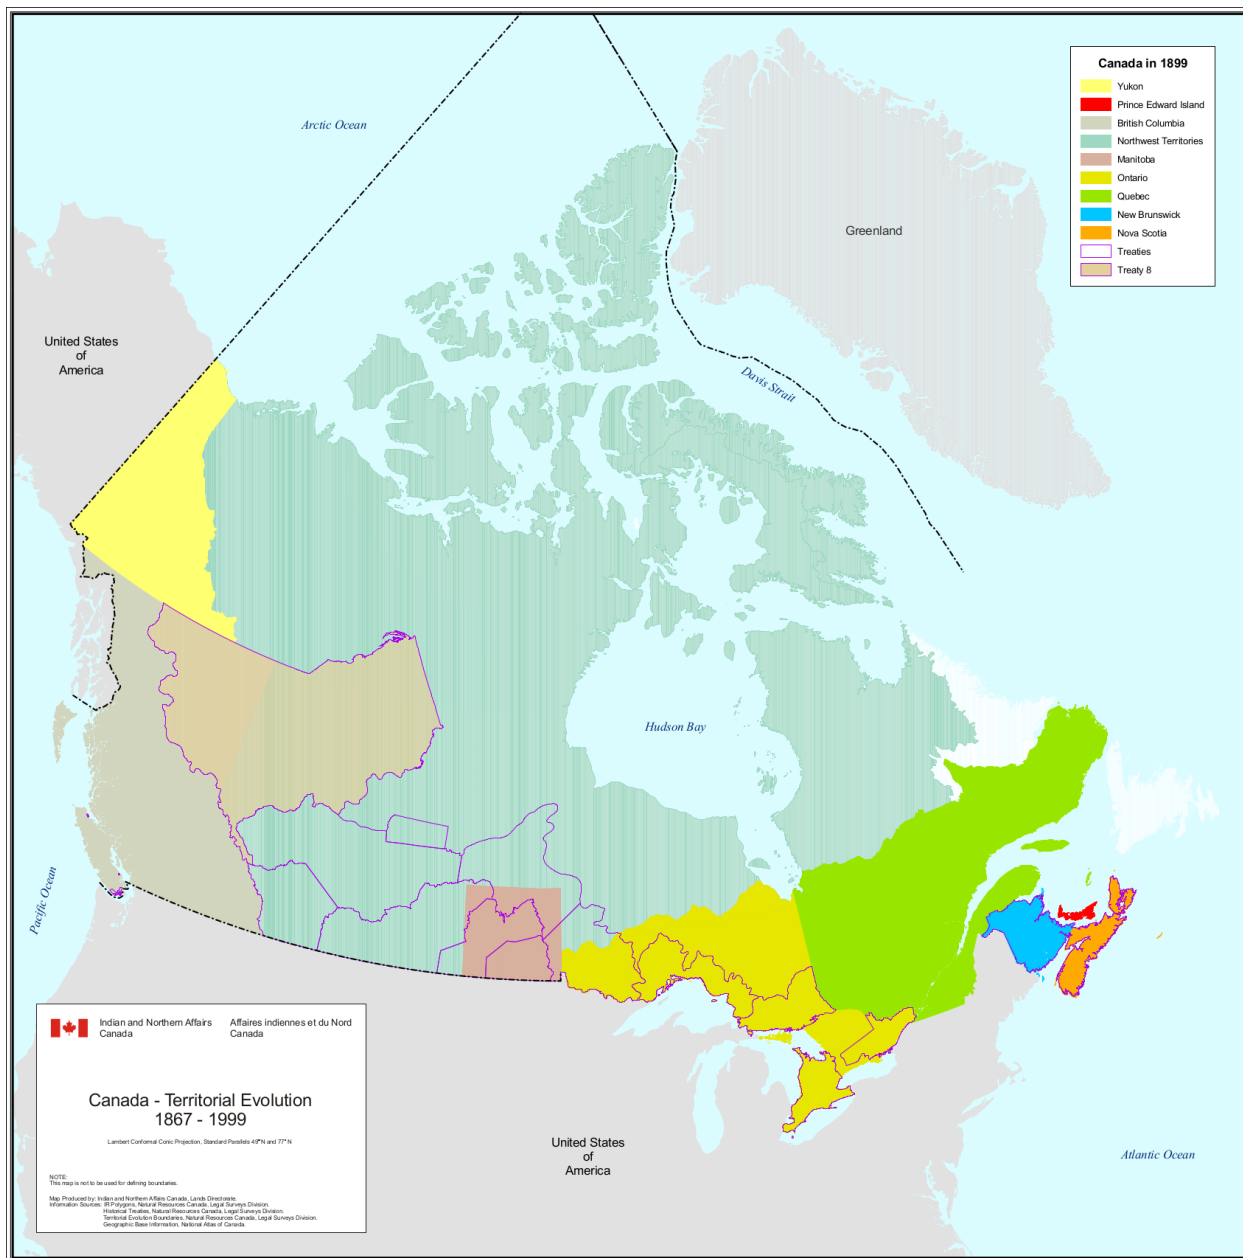 Canada in 1899
Yukon
Prince Edward Island
British Columbia
Northwest Territories
Manitoba
Ontario
Quebec
New Brunswick
Nova Scotia
Treaties
Treaty 8
Arctic Ocean
Greenland
United States
of
America
Davis Strait
Hudson Bay
Pacific Ocean
Indian and Northern Affairs
Canada
Affaires indiennes et du Nord
Canada
Canada - Territorial Evolution
1867 - 1999
Lambert Conformal Conic Projection, Standard Parallels 49°N and 77° N
NOTE:
This map is not to be used for defining boundaries.
Map Produced by: Indian and Northern Affairs Canada, Lands Directorate.
Information Sources: IR Polygons, Natural Resources Canada, Legal Surveys Division.
Historical Treaties, Natural Resources Canada, Legal Surveys Division.
Territorial Evolution Boundaries, Natural Resources Canada, Legal Surveys Division.
Geographic Base Information, National Atlas of Canada.
United States
of
America
Atlantic Ocean